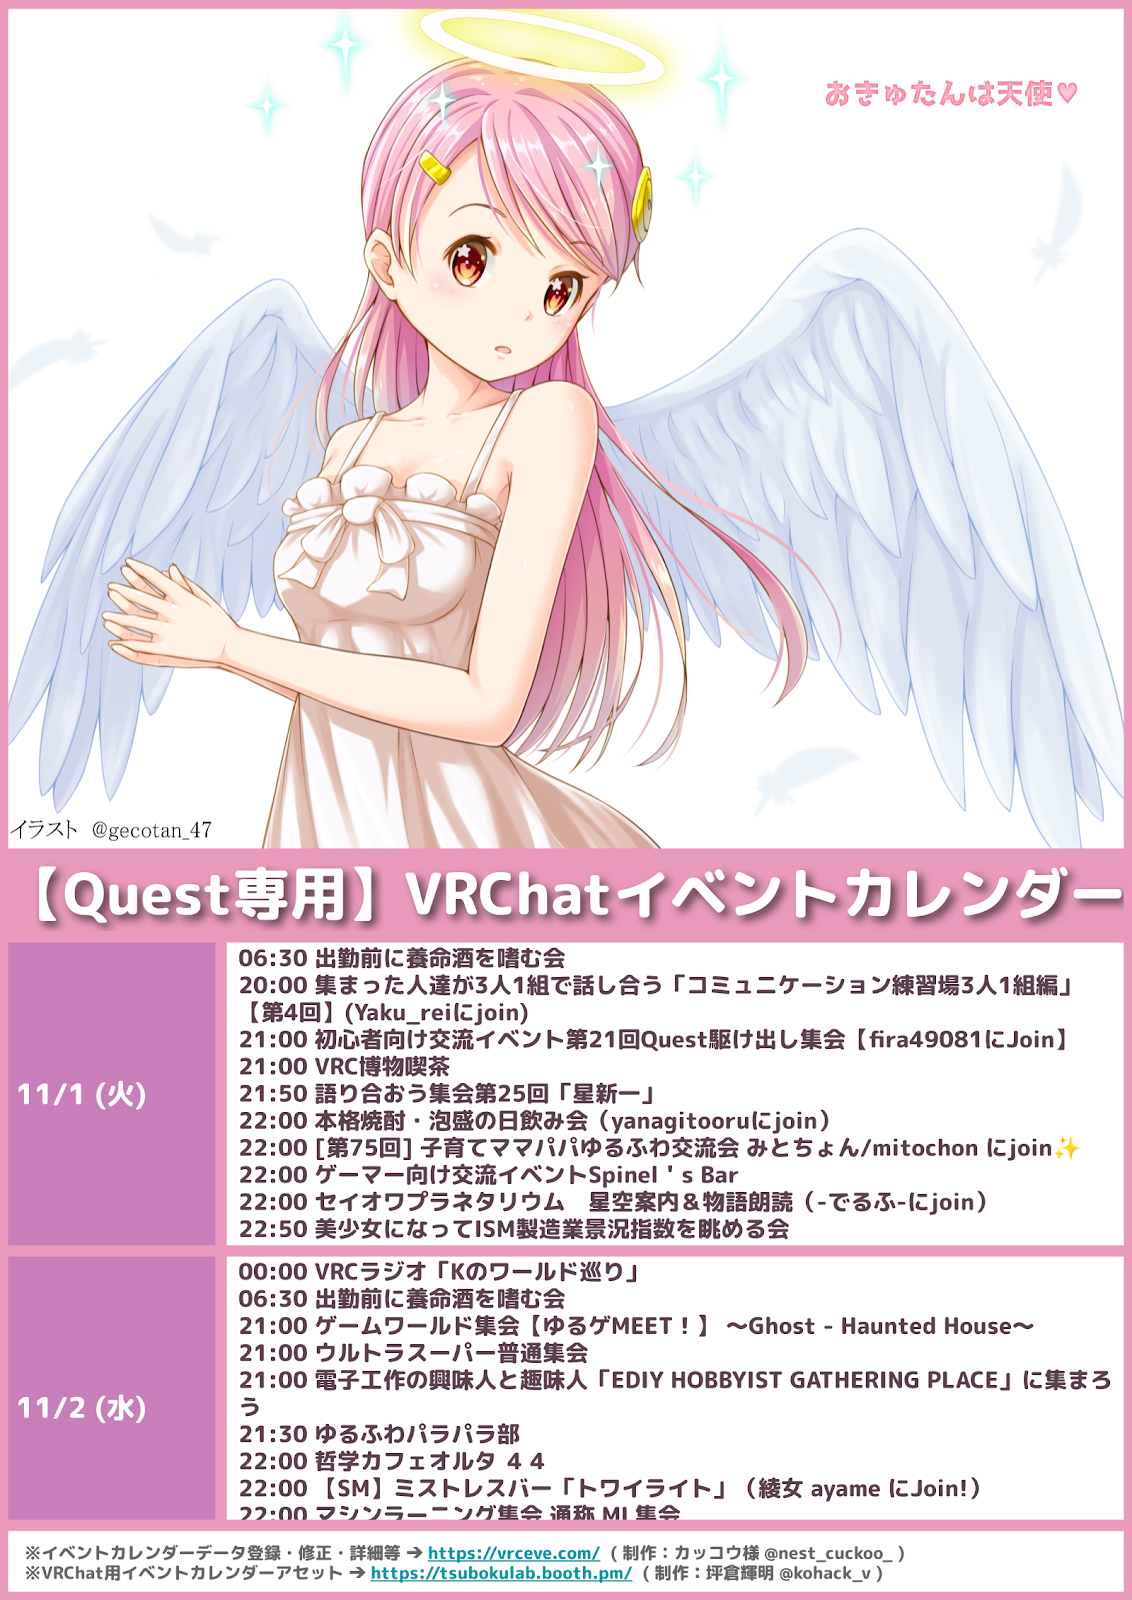 おきゅたんは天使♥
イラスト @gecotan_47
【Quest専用】VRChatイベントカレンダー
11/1 (火)
06:30 出勤前に養命酒を嗜む会
20:00 集まった人達が3人1組で話し合う「コミュニケーション練習場3人1組編」
【第4回】(Yaku_reiにjoin)
21:00 初心者向け交流イベント第21回Quest駆け出し集会【fira49081にJoin】
21:00 VRC博物喫茶
21:50 語り合おう集会第25回「星新一」
22:00 本格焼酎・泡盛の日飲み会（yanagitooruにjoin）
22:00 [第75回] 子育てママパパゆるふわ交流会 みとちょん/mitochon にjoin✨
22:00 ゲーマー向け交流イベントSpinel ' s Bar
22:00 セイオワプラネタリウム　星空案内＆物語朗読（-でるふ-にjoin）
22:50 美少女になってISM製造業景況指数を眺める会
11/2 (水)
00:00 VRCラジオ「Kのワールド巡り」
06:30 出勤前に養命酒を嗜む会
21:00 ゲームワールド集会【ゆるゲMEET！】 〜Ghost - Haunted House〜
21:00 ウルトラスーパー普通集会
21:00 電子工作の興味人と趣味人「EDIY HOBBYIST GATHERING PLACE」に集まろ
う
21:30 ゆるふわパラパラ部
22:00 哲学カフェオルタ ４４
22:00 【SM】ミストレスバー「トワイライト」（綾女 ayame にJoin!）
22:00 マシンラーニング集会 通称 ML集会
※イベントカレンダーデータ登録・修正・詳細等 ➔ https://vrceve.com/ （制作：カッコウ様 @nest_cuckoo_）
※VRChat用イベントカレンダーアセット ➔ https://tsubokulab.booth.pm/ （制作：坪倉輝明 @kohack_v）